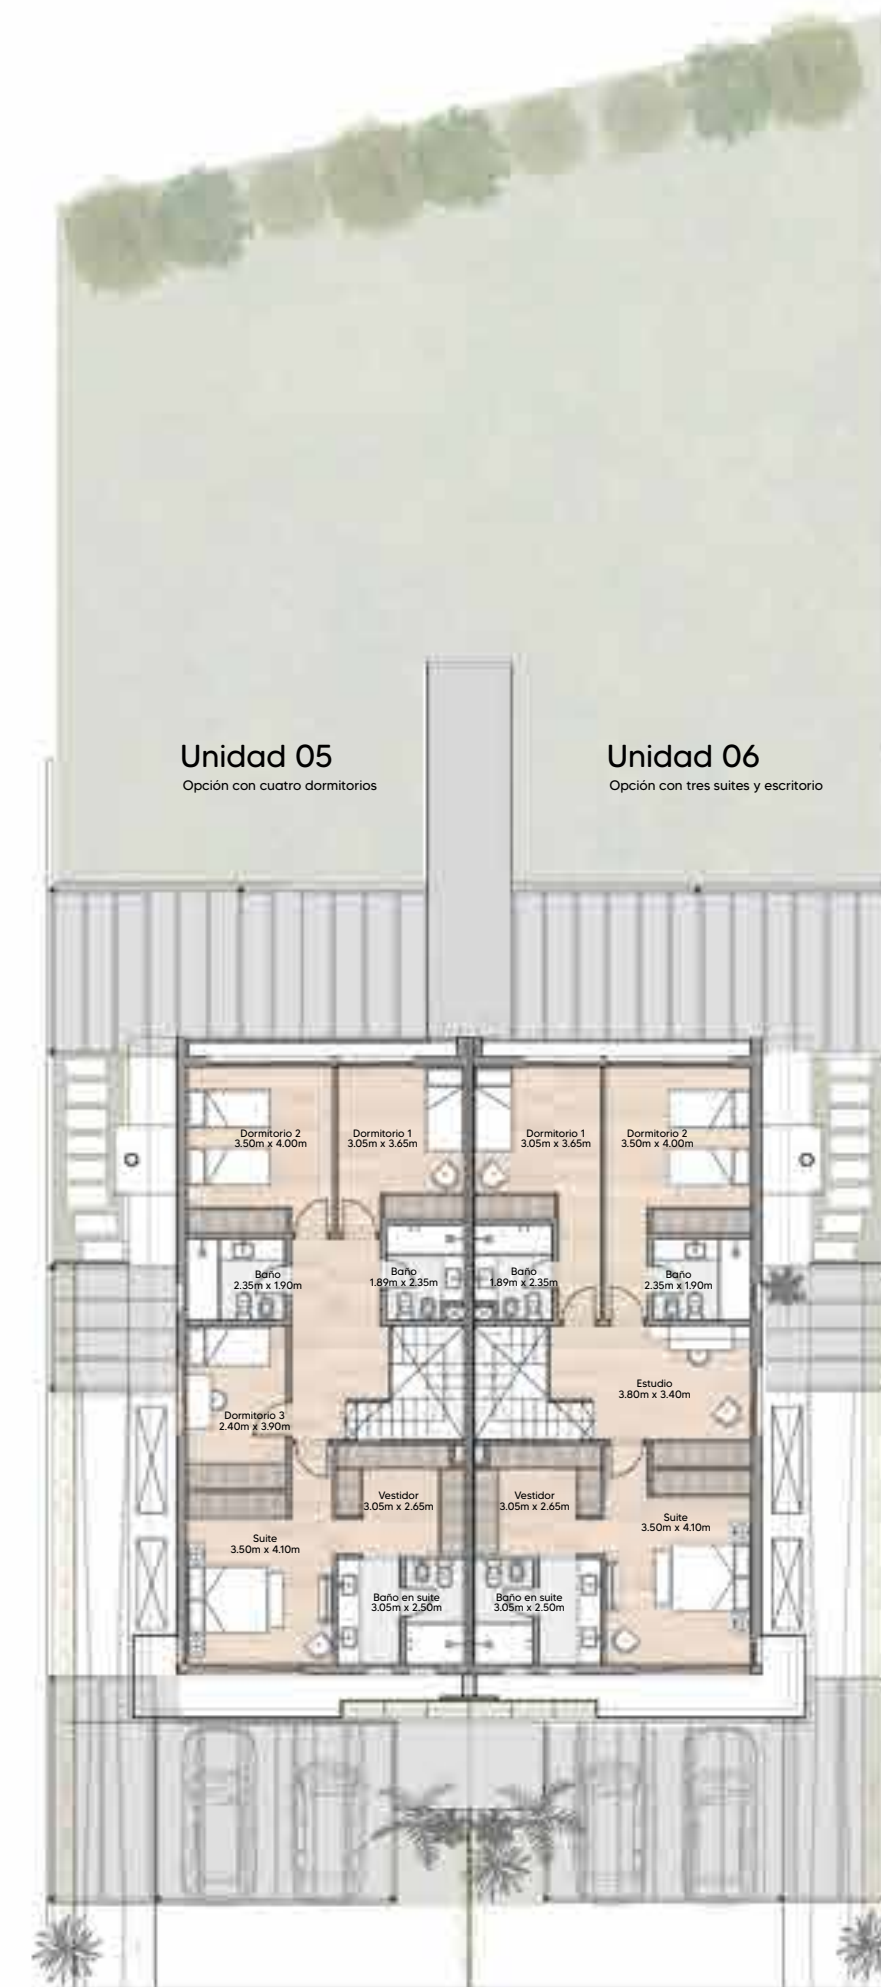 Unidad 05
Opción con cuatro dormitorios
Unidad 06
Opción con tres suites y escritorio
Dormitorio 2
3.50m x 4.00m
Dormitorio 1
3.05m x 3.65m
Dormitorio 1
3.05m x 3.65m
Dormitorio 2
3.50m x 4.00m
Baño
2.35m x 1.90m
Baño
1.89m x 2.35m
Baño
1.89m x 2.35m
Baño
2.35m x 1.90m
Estudio
3.80m x 3.40m
Dormitorio 3
2.40m x 3.90m
Vestidor
3.05m x 2.65m
Vestidor
3.05m x 2.65m
Suite
3.50m x 4.10m
Suite
3.50m x 4.10m
Baño en suite
3.05m x 2.50m
Baño en suite
3.05m x 2.50m